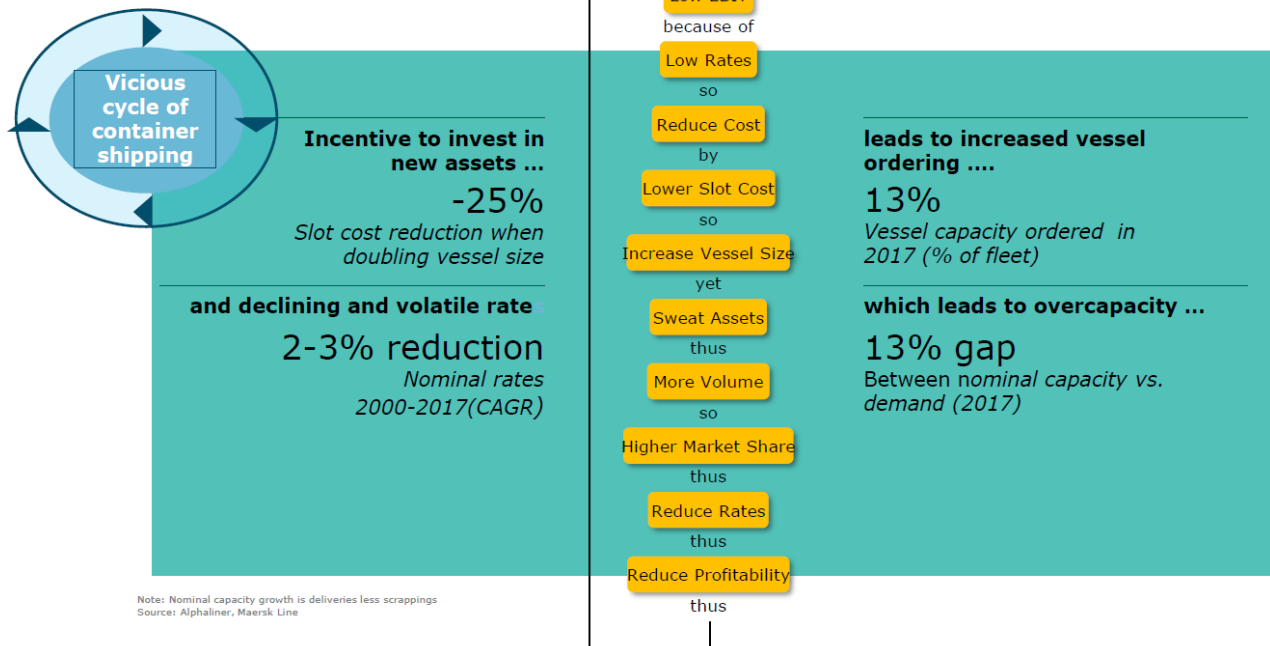 Vicious
cycle of
container
shipping
Incentive to invest in
new assets ...
-25%
Slot cost reduction when
doubling vessel size
and declining and volatile rates
2-3% reduction
Nominal rates
2000-2017(CAGR)
because of
Low Rates
so
Reduce Cost
by
Lower Slot Cost
so
Increase Vessel Size
yet
Sweat Assets
thus
More Volume
so
Higher Market Share
thus
Reduce Rates
thus
Reduce Profitability
thus
leads to increased vessel
ordering ....
13%
Vessel capacity ordered in
2017 (% of fleet)
which leads to overcapacity ...
13% gap
Between nominal capacity vs.
demand (2017)
Note: Nominal capacity growth is deliveries less scrappings
Source: Alphaliner, Maersk Line